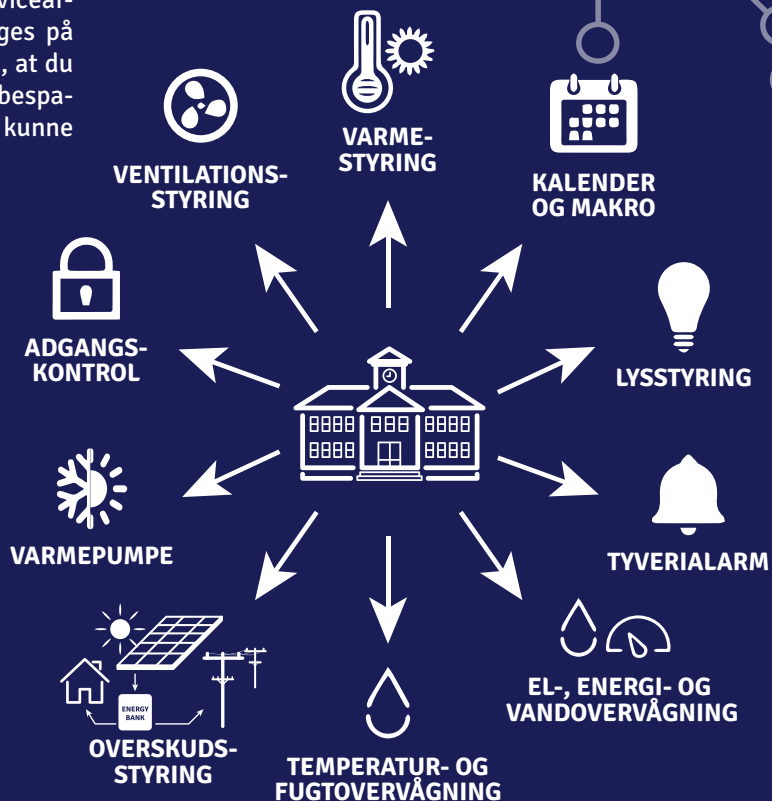 ges på
, at du
bespa-
kunne
VARME-
STYRING
VENTILATIONS-
STYRING
KALENDER
OG MAKRO
ADGANGS-
KONTROL
LYSSTYRING
VARMEPUMPE
TYVERIALARM
ENERGY
BANK
OVERSKUDS-
STYRING
EL-, ENERGI- OG
VANDOVERVÅGNING
TEMPERATUR- OG
FUGTOVERVÅGNING